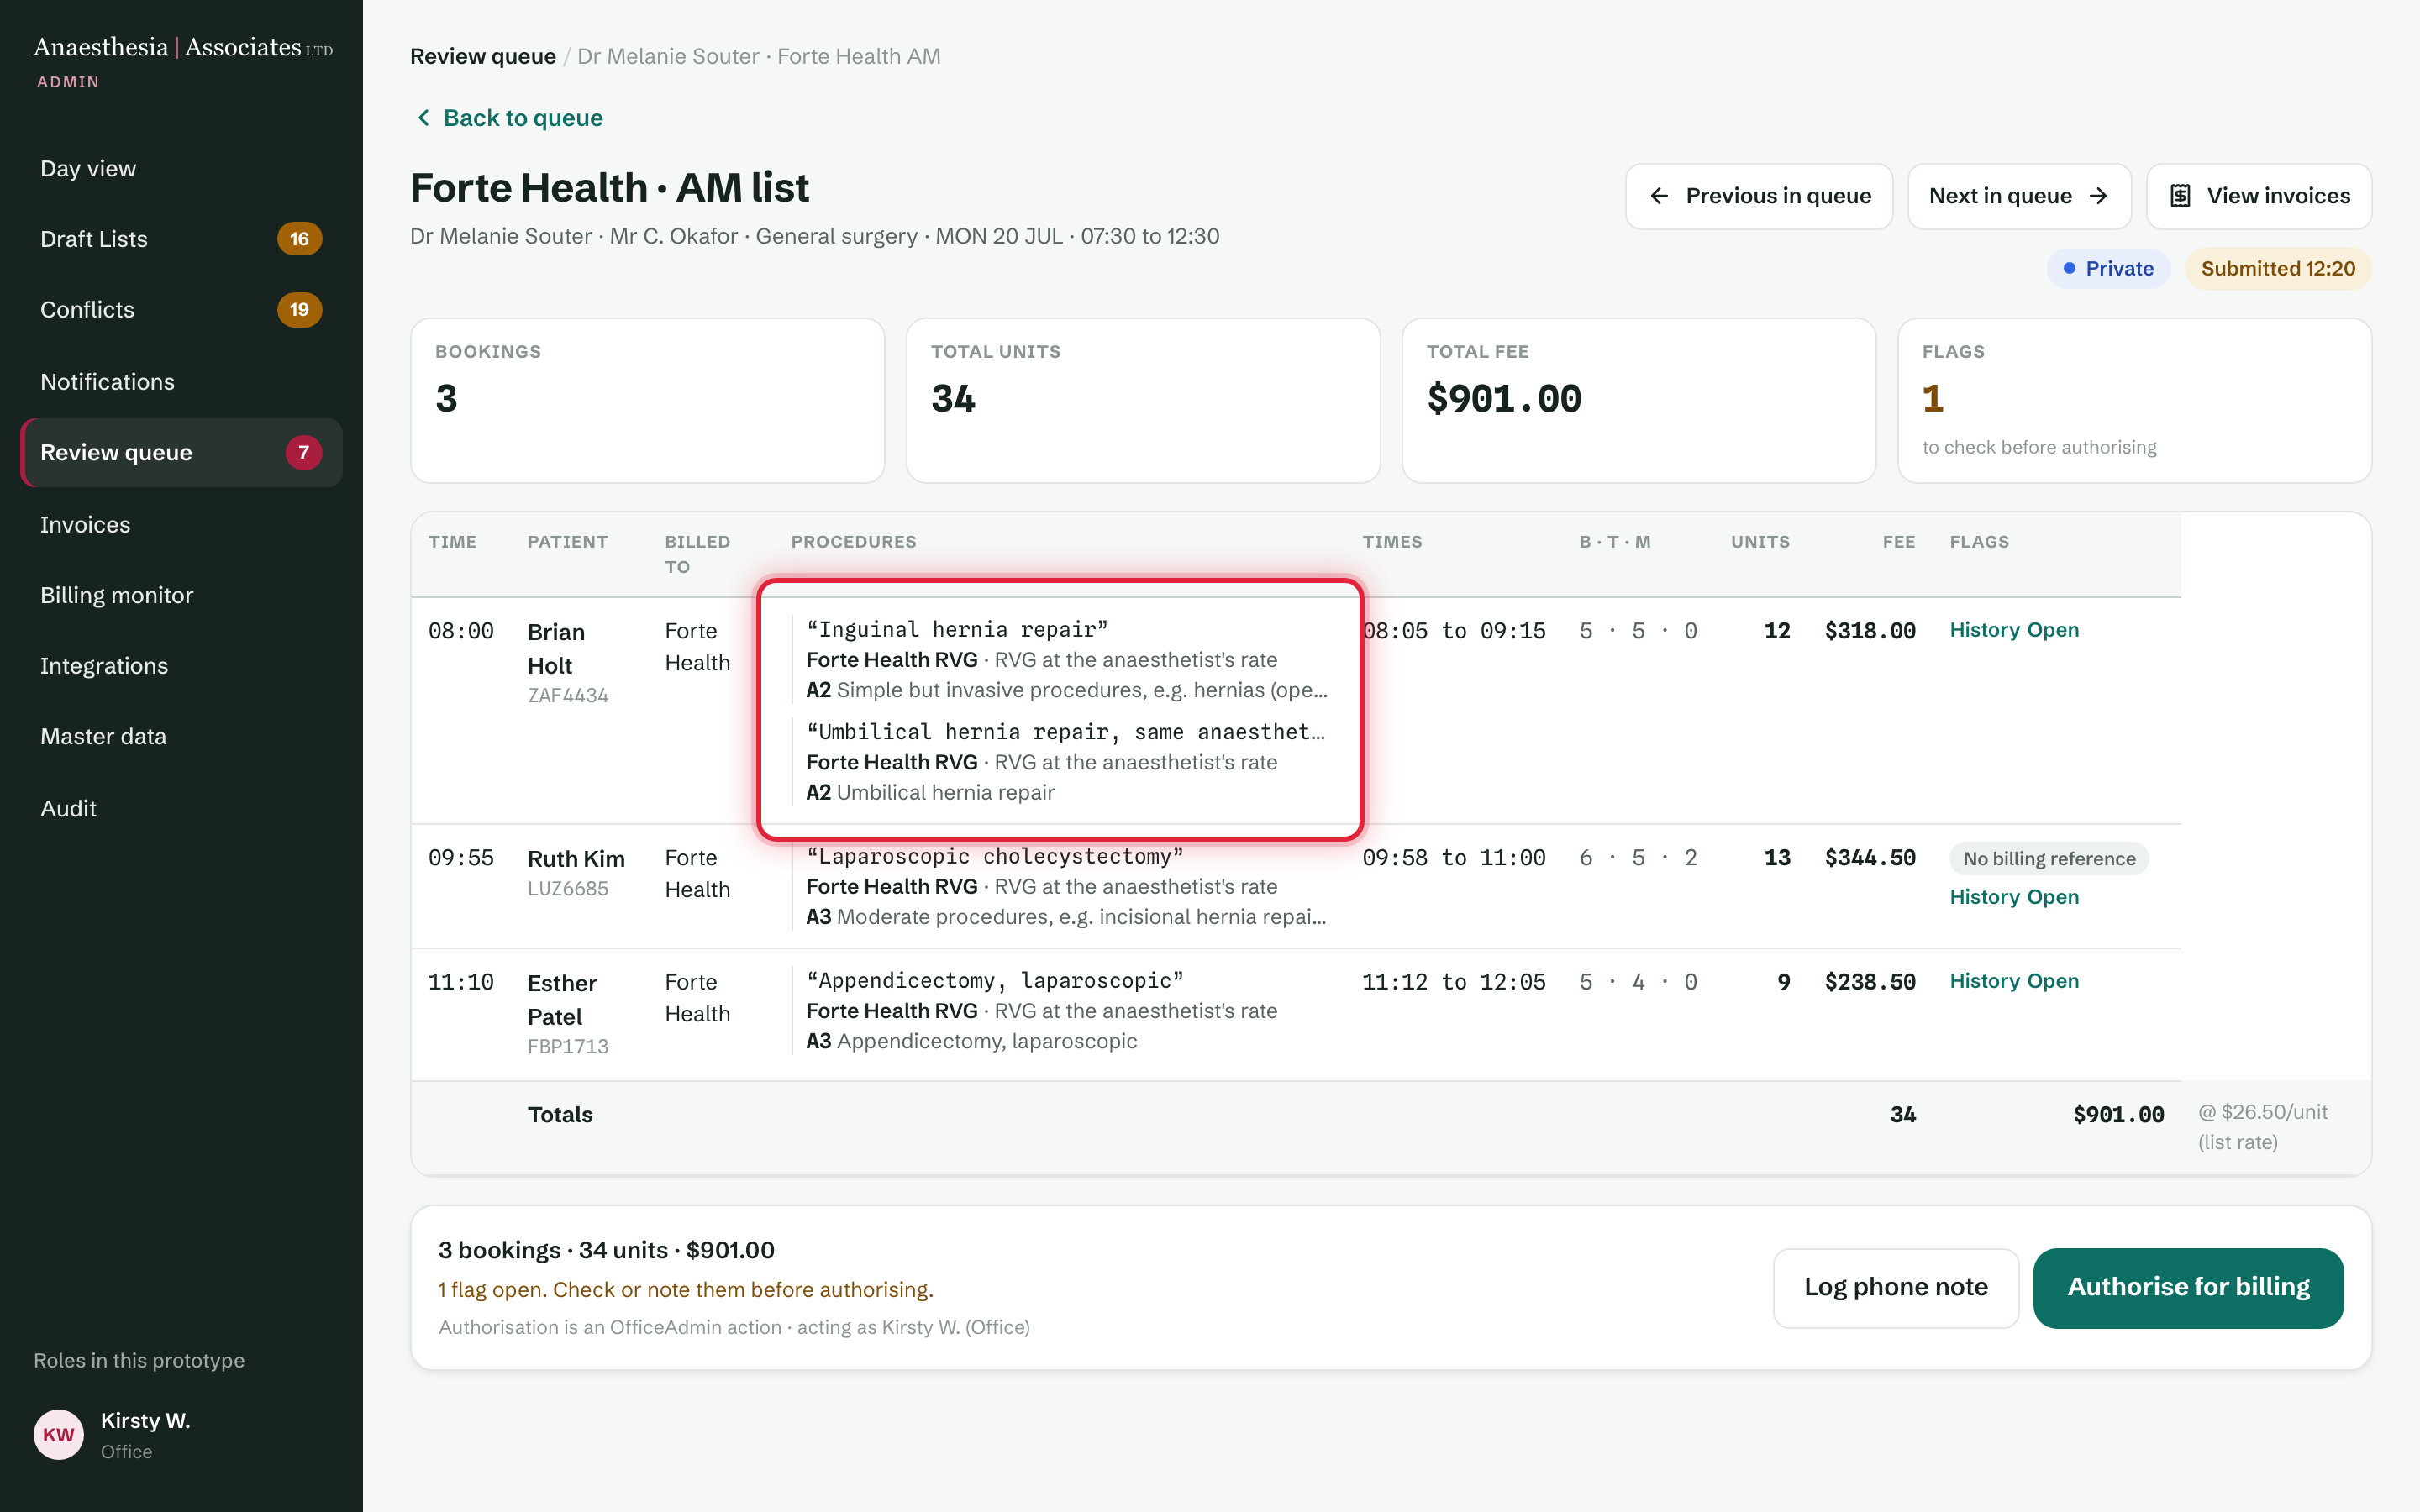 Anaesthesia | Associates LTD
ADMIN
Day view
Draft Lists 16
Conflicts 19
Notifications
Review queue 7
Invoices
Billing monitor
Integrations
Master data
Audit
Roles in this prototype
KW Kirsty W.
Office
Review queue / Dr Melanie Souter · Forte Health AM
Back to queue
Forte Health · AM list
Dr Melanie Souter · Mr C. Okafor · General surgery · MON 20 JUL · 07:30 to 12:30
Previous in queue
Next in queue
View invoices
Private
Submitted 12:20
BOOKINGS
3
TOTAL UNITS
34
TOTAL FEE
$901.00
FLAGS
1
to check before authorising
TIME PATIENT BILLED TO PROCEDURES TIMES B · T · M UNITS FEE FLAGS
08:00
Brian Holt
ZAF4434
Forte Health
“Inguinal hernia repair”
Forte Health RVG · RVG at the anaesthetist's rate
A2 Simple but invasive procedures, e.g. hernias (ope…
“Umbilical hernia repair, same anaesthet…
Forte Health RVG · RVG at the anaesthetist's rate
A2 Umbilical hernia repair
08:05 to 09:15
5 · 5 · 0
12
$318.00
History Open
09:55
Ruth Kim
LUZ6685
Forte Health
“Laparoscopic cholecystectomy”
Forte Health RVG · RVG at the anaesthetist's rate
A3 Moderate procedures, e.g. incisional hernia repai…
09:58 to 11:00
6 · 5 · 2
13
$344.50
No billing reference
History Open
11:10
Esther Patel
FBP1713
Forte Health
“Appendicectomy, laparoscopic”
Forte Health RVG · RVG at the anaesthetist's rate
A3 Appendicectomy, laparoscopic
11:12 to 12:05
5 · 4 · 0
9
$238.50
History Open
Totals 34 $901.00 @ $26.50/unit
(list rate)
3 bookings · 34 units · $901.00
1 flag open. Check or note them before authorising.
Authorisation is an OfficeAdmin action · acting as Kirsty W. (Office)
Log phone note
Authorise for billing